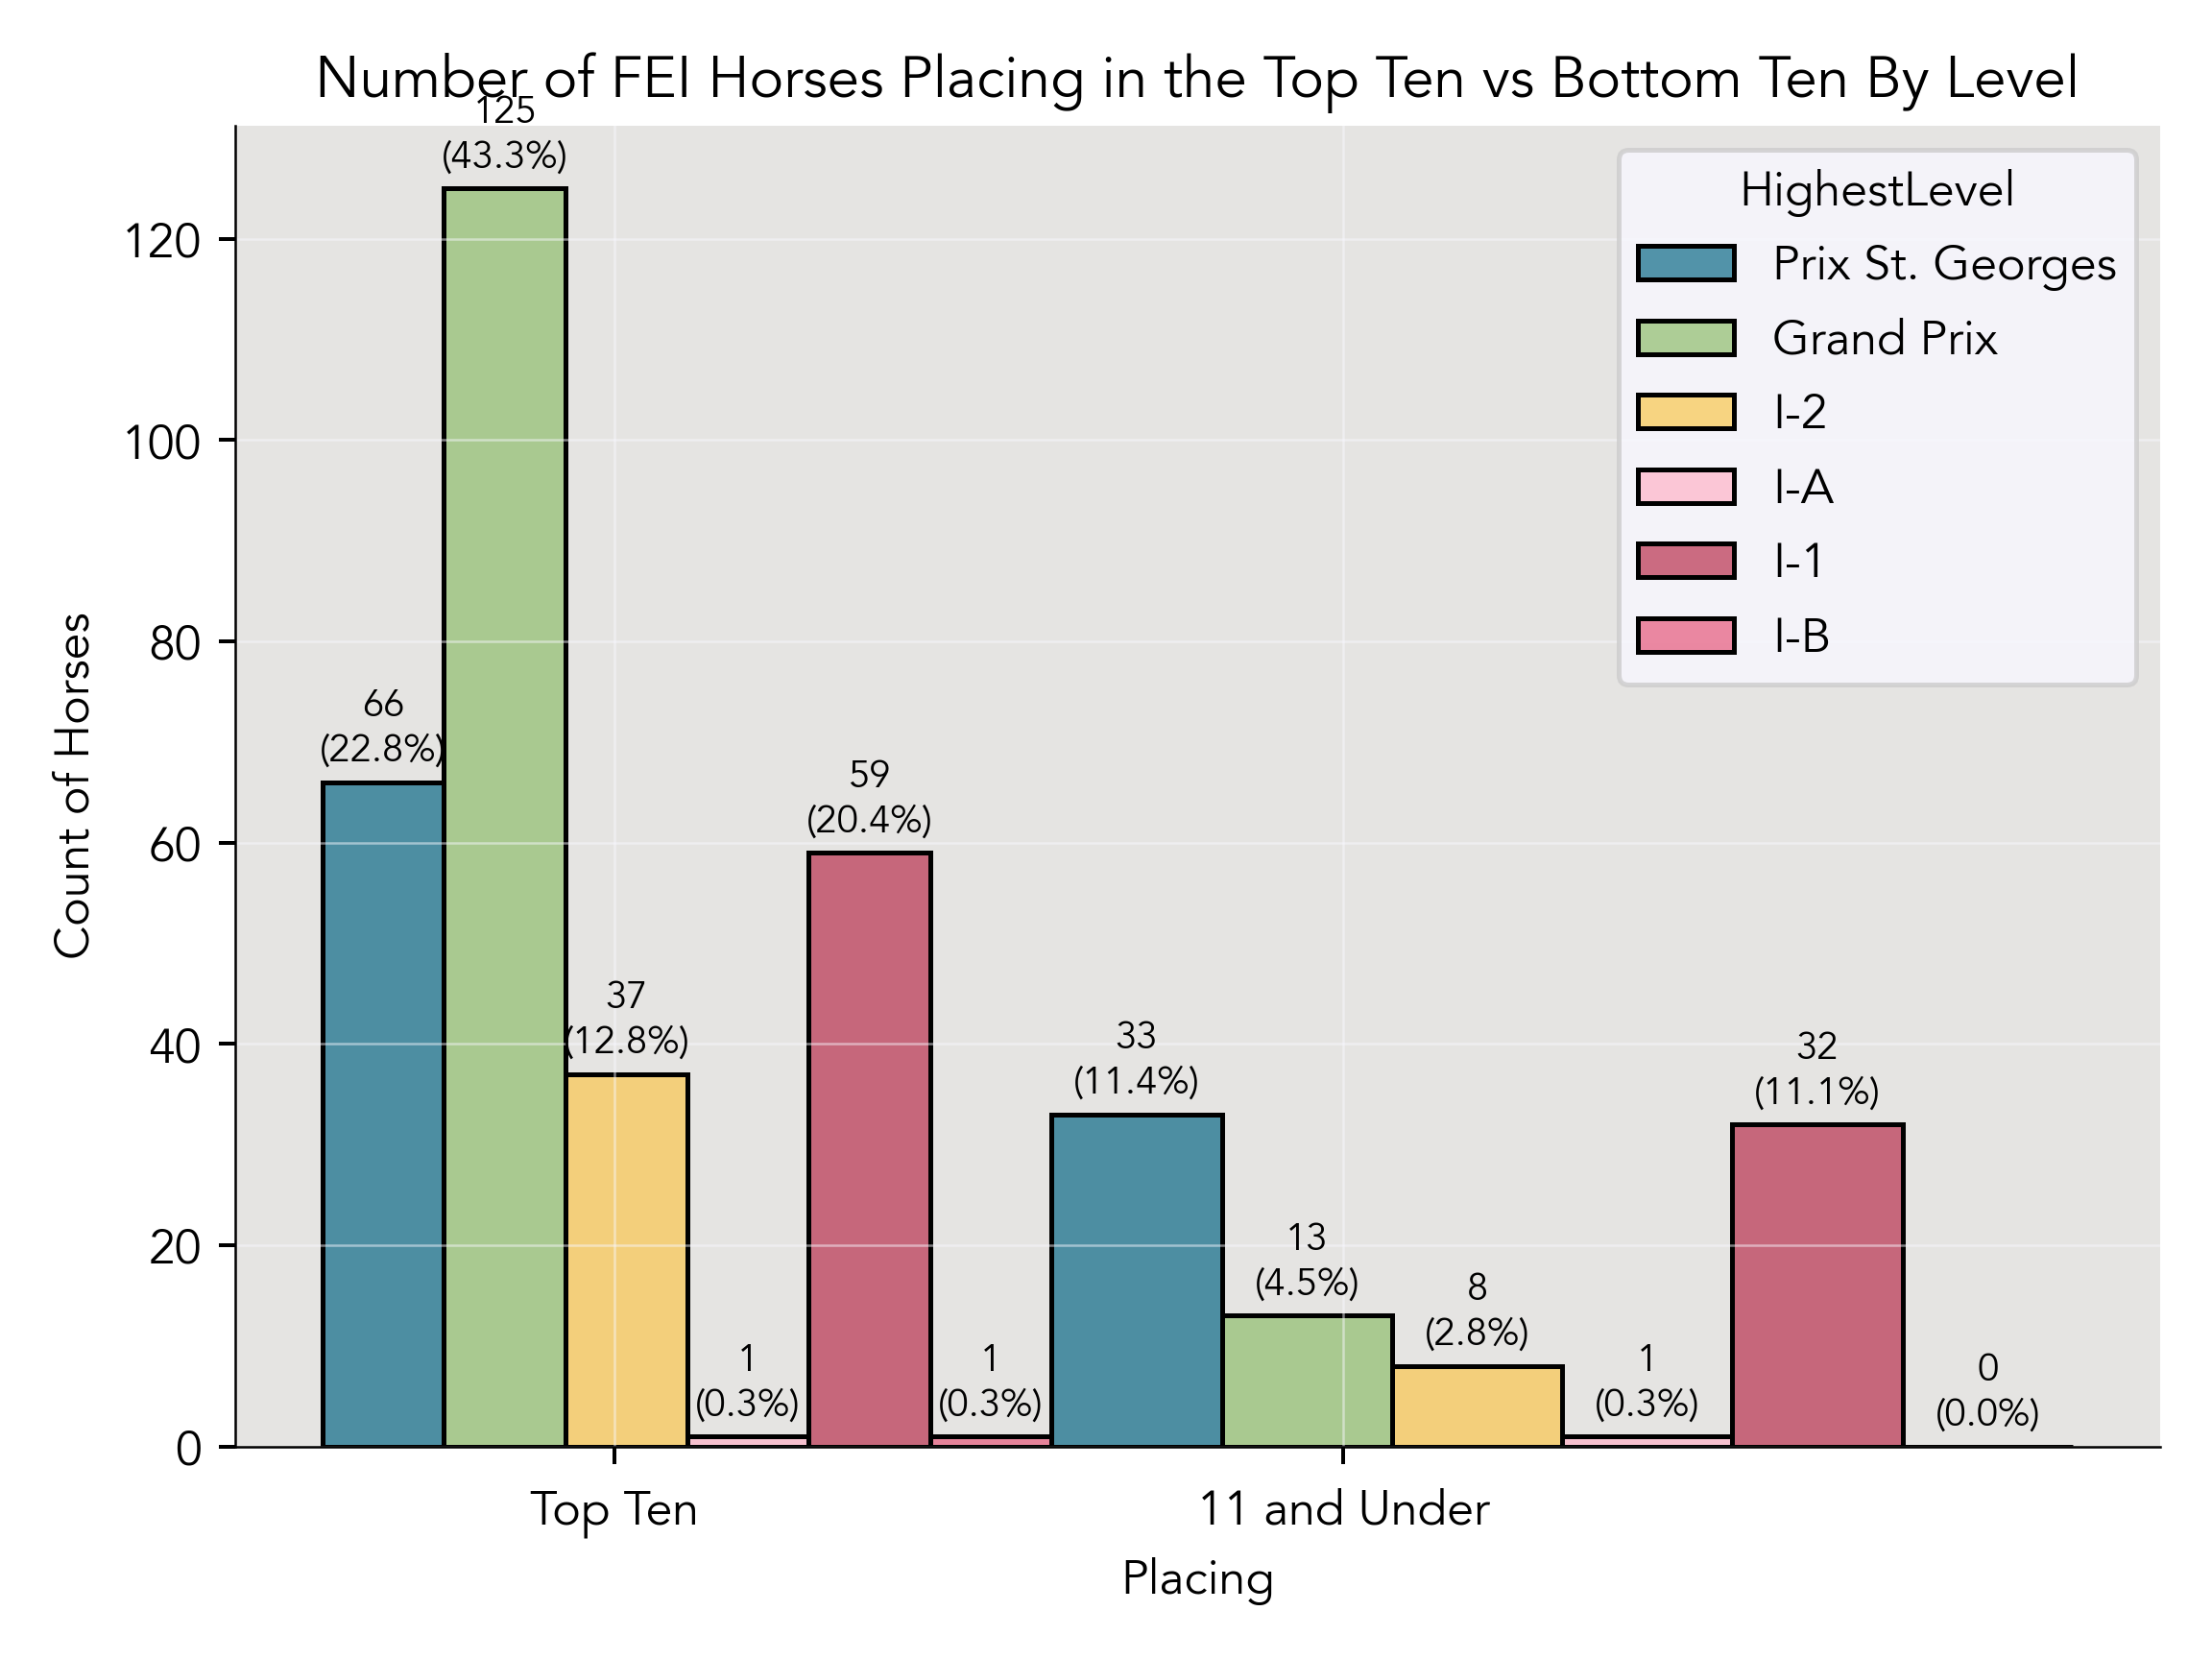 Number of FEI Horses Placing in the Top Ten vs Bottom Ten By Level
125
(43.3%)
HighestLevel
Prix St. Georges
Grand Prix
I-2
I-A
I-1
I-B
120
100
80
60
40
20
0
Count of Horses
66
(22.8%)
37
(12.8%)
1
(0.3%)
59
(20.4%)
1
(0.3%)
33
(11.4%)
13
(4.5%)
8
(2.8%)
1
(0.3%)
32
(11.1%)
0
(0.0%)
Top Ten
11 and Under
Placing